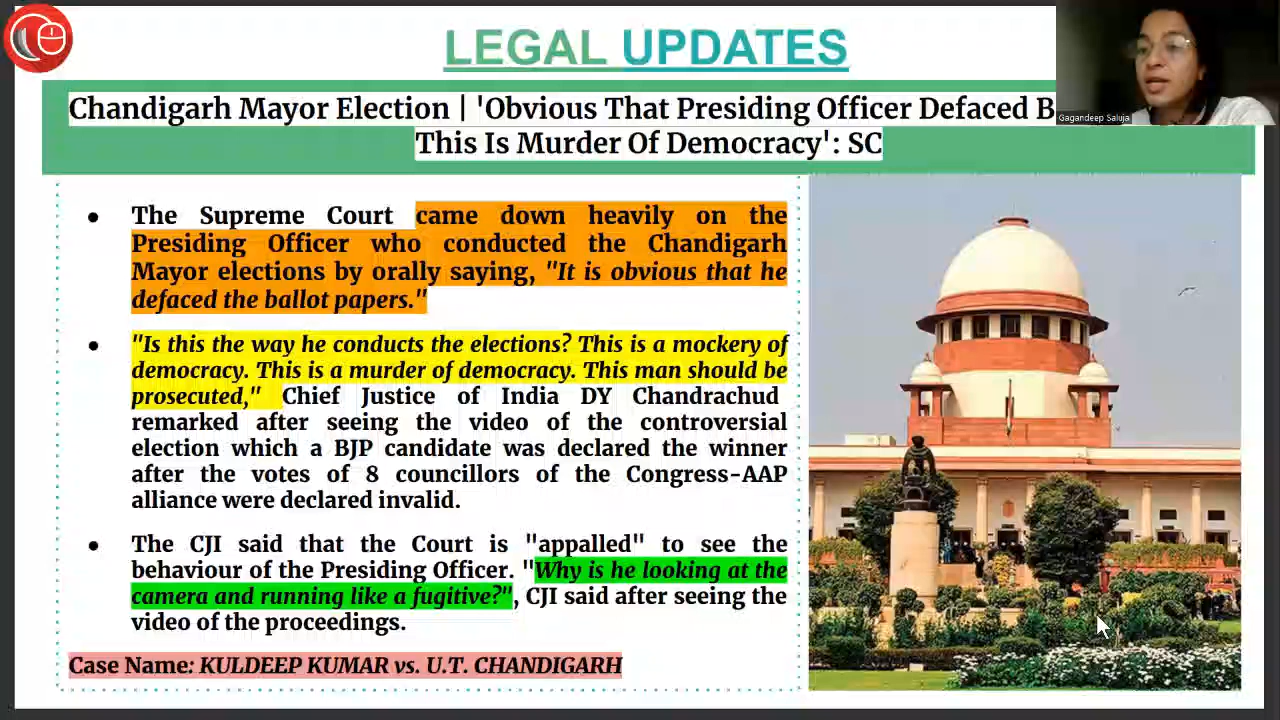 LEGAL UPDATES
Chandigarh Mayor Election | 'Obvious That Presiding Officer Defaced B
This Is Murder Of Democracy': SC
Gagandeep Saluja
● The Supreme Court came down heavily on the
Presiding Officer who conducted the Chandigarh
Mayor elections by orally saying, "It is obvious that he
defaced the ballot papers."
● "Is this the way he conducts the elections? This is a mockery of
democracy. This is a murder of democracy. This man should be
prosecuted," Chief Justice of India DY Chandrachud
remarked after seeing the video of the controversial
election which a BJP candidate was declared the winner
after the votes of 8 councillors of the Congress-AAP
alliance were declared invalid.
● The CJI said that the Court is "appalled" to see the
behaviour of the Presiding Officer. "Why is he looking at the
camera and running like a fugitive?", CJI said after seeing the
video of the proceedings.
Case Name: KULDEEP KUMAR vs. U.T. CHANDIGARH